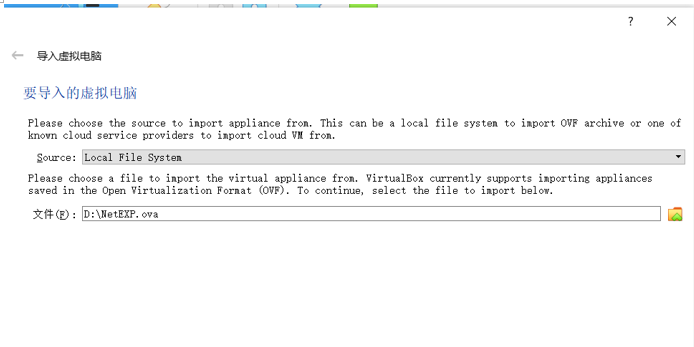 ?
导入虚拟电脑
要导入的虚拟电脑
Please choose the source to import appliance from. This can be a local file system to import OVF archive or one of
known cloud service providers to import cloud VM from.
Source: Local File System
Please choose a file to import the virtual appliance from. VirtualBox currently supports importing appliances
saved in the Open Virtualization Format (OVF). To continue, select the file to import below.
文件(F): D:\NetEXP.ova